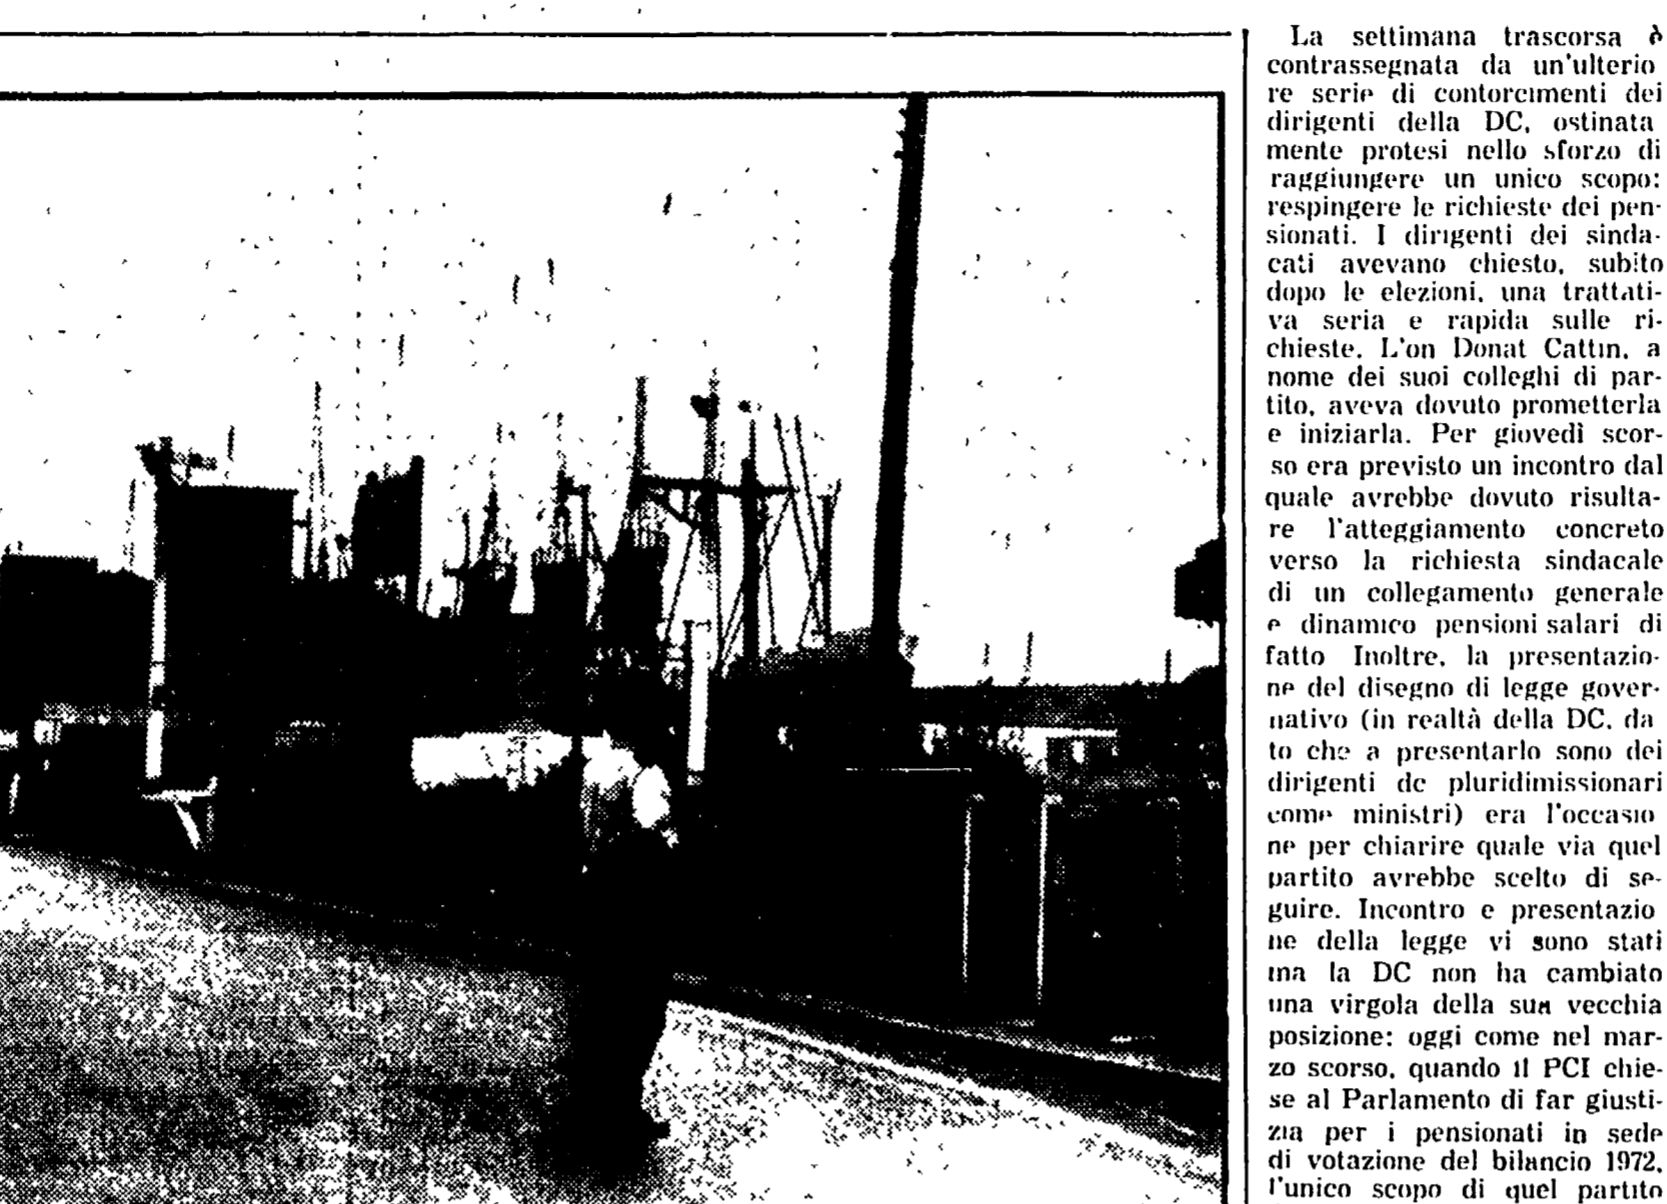 La settimana trascorsa è
contrassegnata da un'ulterio
re serie di contorcimenti dei
dirigenti della DC, ostinata
mente protesi nello sforzo di
raggiungere un unico scopo:
respingere le richieste dei pen-
sionati. I dirigenti dei sinda-
cati avevano chiesto, subito
dopo le elezioni, una trattati-
va seria e rapida sulle ri-
chieste. L'on Donat Cattin, a
nome dei suoi colleghi di par-
tito, aveva dovuto prometterla
e iniziarla. Per giovedì scor-
so era previsto un incontro dal
quale avrebbe dovuto risulta-
re l'atteggiamento concreto
verso la richiesta sindacale
di un collegamento generale
e dinamico pensioni salari di
fatto Inoltre, la presentazio-
ne del disegno di legge gover-
nativo (in realtà della DC, da
to che a presentarlo sono dei
dirigenti dc pluridimissionari
come ministri) era l'occasio
ne per chiarire quale via quel
partito avrebbe scelto di se-
guire. Incontro e presentazio
ne della legge vi sono stati
ma la DC non ha cambiato
una virgola della sua vecchia
posizione: oggi come nel mar-
zo scorso, quando il PCI chie-
se al Parlamento di far giusti-
zia per i pensionati in sede
di votazione del bilancio 1972,
l'unico scopo di quel partito